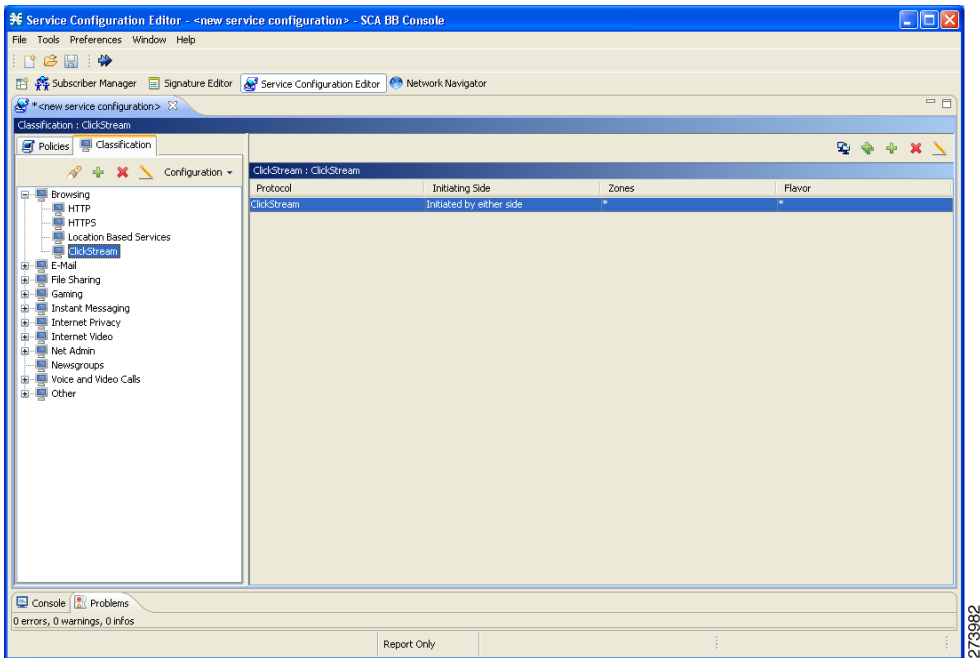 Service Configuration Editor - <new service configuration> - SCA BB Console
File Tools Preferences Window Help
Subscriber Manager Signature Editor Service Configuration Editor Network Navigator
*<new service configuration>
Classification : ClickStream
Policies Classification
Configuration
ClickStream : ClickStream
Protocol Initiating Side Zones Flavor
ClickStream Initiated by either side * *
Browsing
HTTP
HTTPS
Location Based Services
ClickStream
E-Mail
File Sharing
Gaming
Instant Messaging
Internet Privacy
Internet Video
Net Admin
Newsgroups
Voice and Video Calls
Other
Console Problems
0 errors, 0 warnings, 0 infos
Report Only
273982